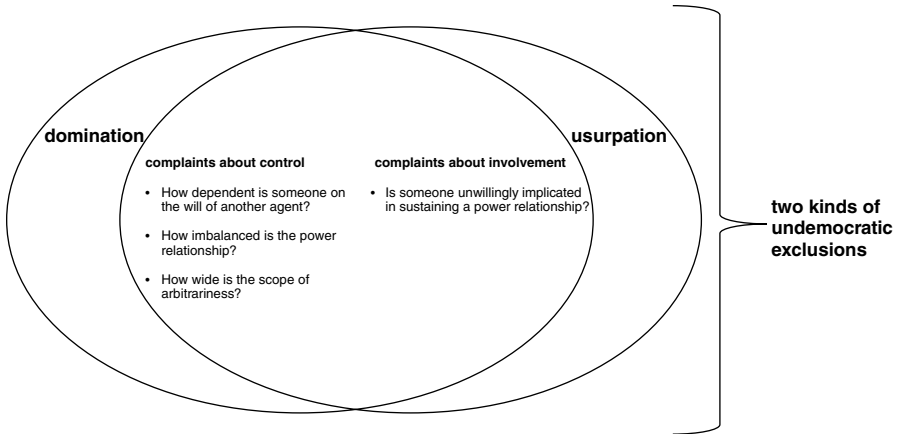 domination
usurpation
complaints about control
• How dependent is someone on
the will of another agent?
• How imbalanced is the power
relationship?
• How wide is the scope of
arbitrariness?
complaints about involvement
• Is someone unwillingly implicated
in sustaining a power relationship?
two kinds of
undemocratic
exclusions